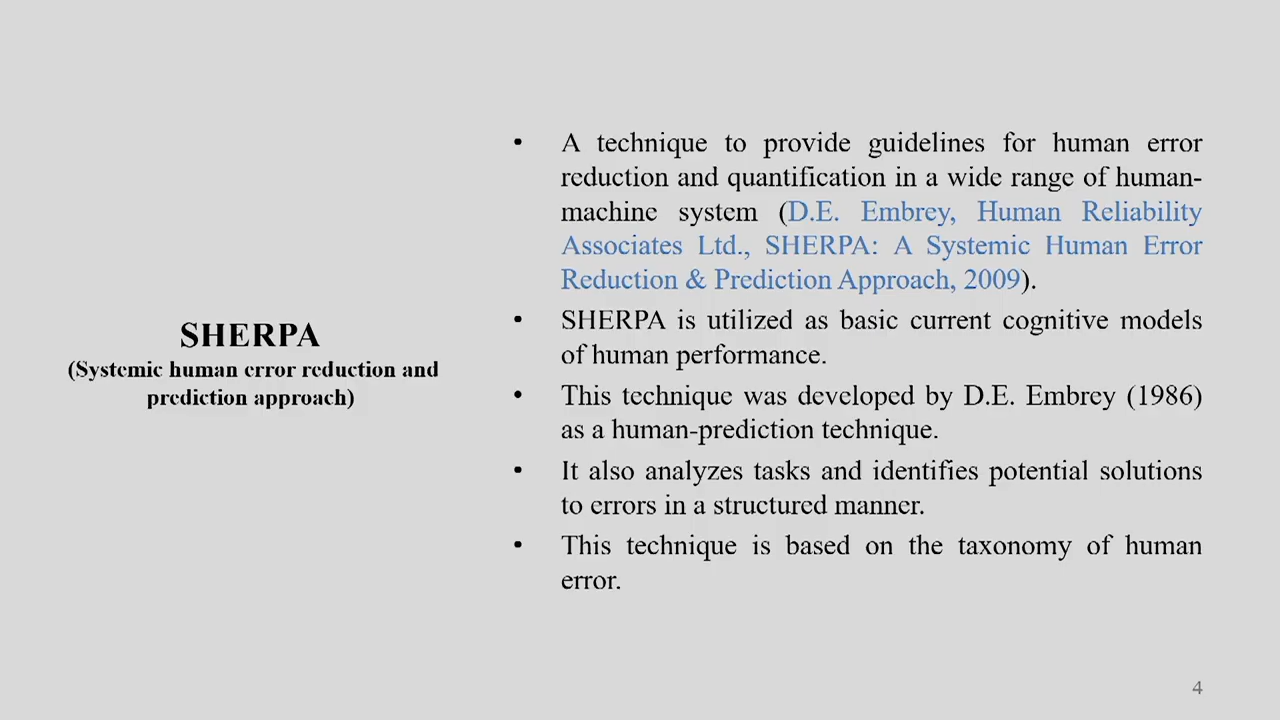 SHERPA
(Systemic human error reduction and
prediction approach)
• A technique to provide guidelines for human error
reduction and quantification in a wide range of human-
machine system (D.E. Embrey, Human Reliability
Associates Ltd., SHERPA: A Systemic Human Error
Reduction & Prediction Approach, 2009).
• SHERPA is utilized as basic current cognitive models
of human performance.
• This technique was developed by D.E. Embrey (1986)
as a human-prediction technique.
• It also analyzes tasks and identifies potential solutions
to errors in a structured manner.
• This technique is based on the taxonomy of human
error.
4